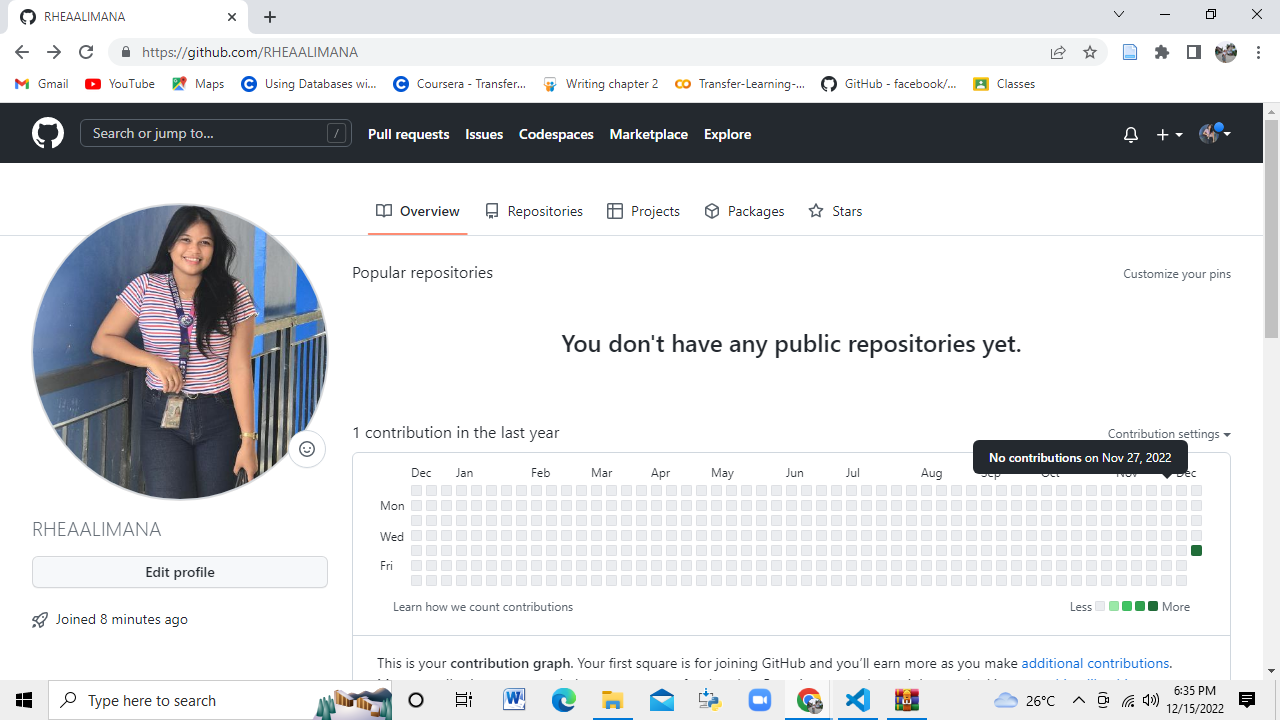 RHEAALIMANA
https://github.com/RHEAALIMANA
Gmail YouTube Maps Using Databases wi... Coursera - Transfer... Writing chapter 2 Transfer-Learning-... GitHub - facebook/... Classes
Search or jump to... / Pull requests Issues Codespaces Marketplace Explore
Overview Repositories Projects Packages Stars
Popular repositories Customize your pins
You don't have any public repositories yet.
1 contribution in the last year Contribution settings
No contributions on Nov 27, 2022
Dec Jan Feb Mar Apr May Jun Jul Aug Sep Oct Nov Dec
Mon
Wed
Fri
Learn how we count contributions Less More
RHEAALIMANA
Edit profile
Joined 8 minutes ago
This is your contribution graph. Your first square is for joining GitHub and you'll earn more as you make additional contributions.
Type here to search 26°C 6:35 PM
12/15/2022